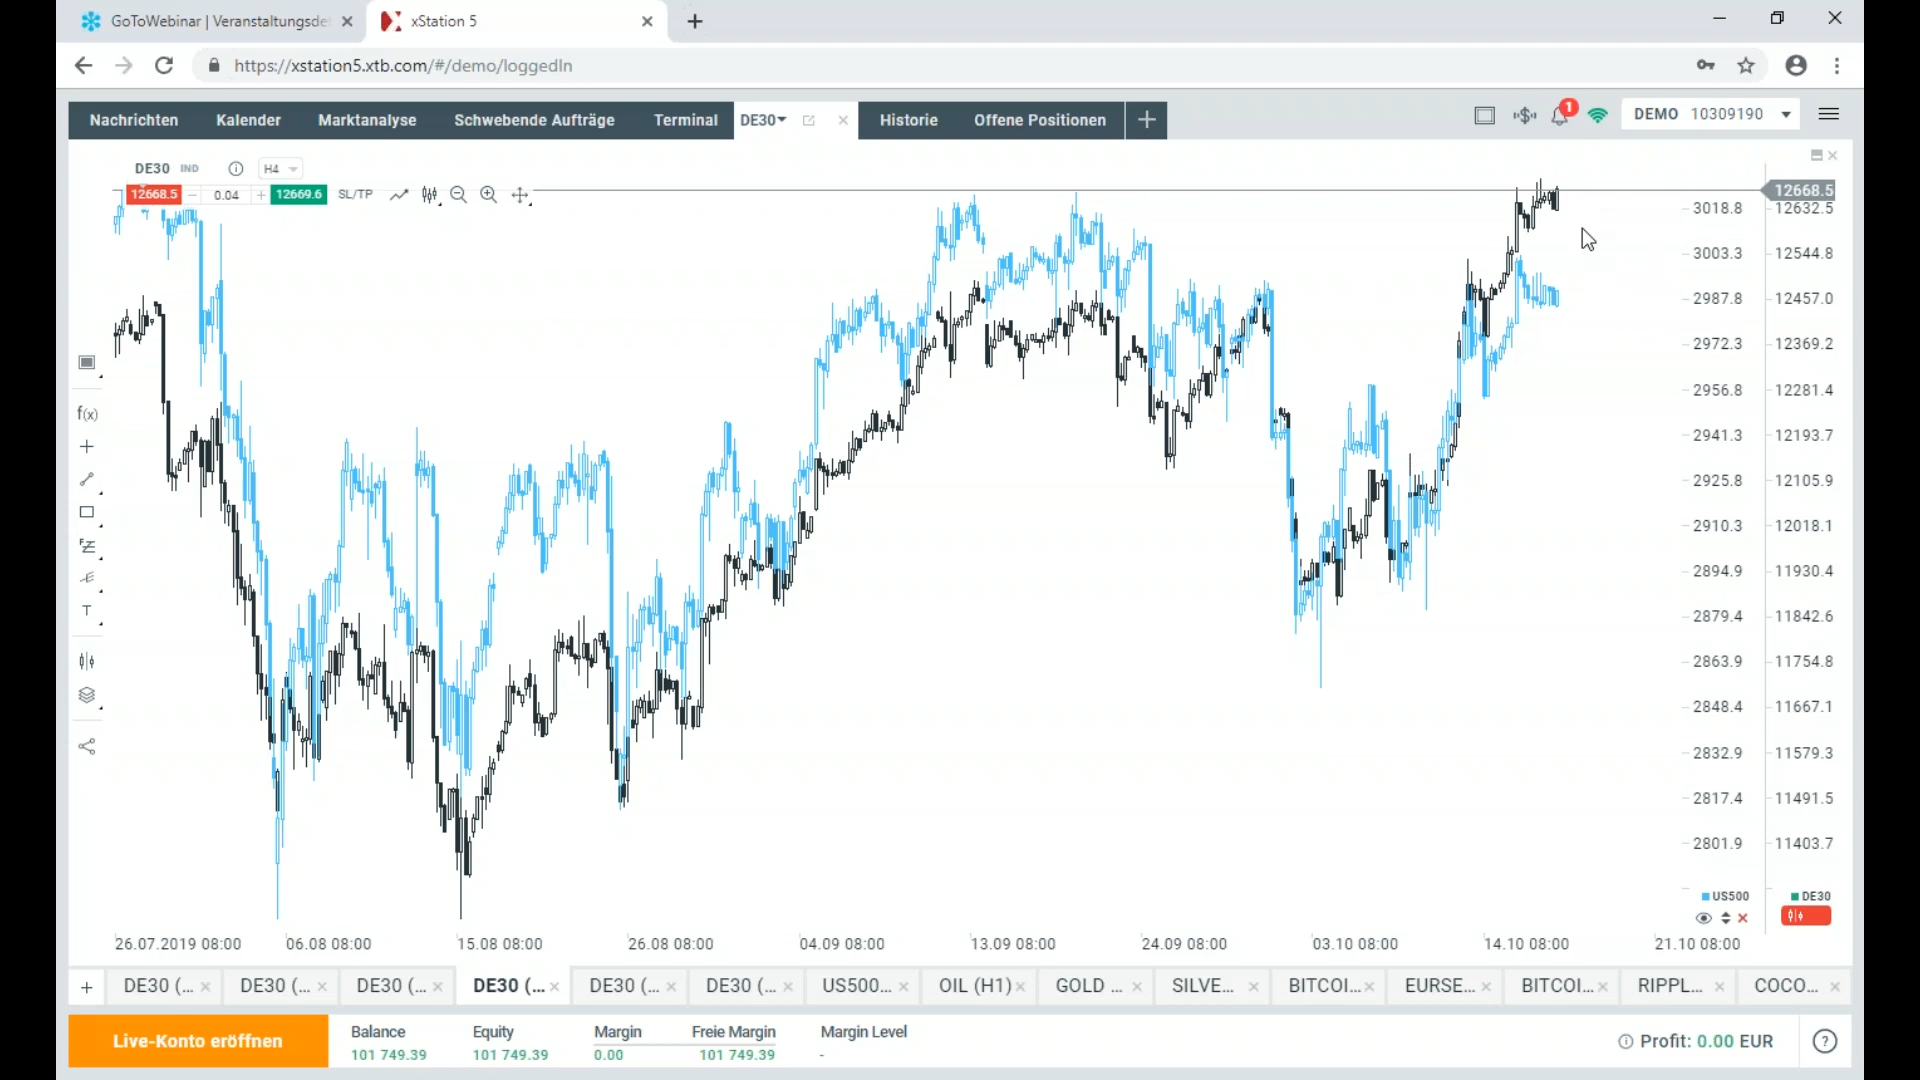 GoToWebinar | Veranstaltungsde
xStation 5
https://xstation5.xtb.com/#/demo/loggedIn
Nachrichten Kalender Marktanalyse Schwebende Aufträge Terminal DE30 Historie Offene Positionen
1
DEMO 10309190
DE30 IND H4
12668.5 0.04 12669.6 SL/TP
12668.5
3018.8 12632.5
3003.3 12544.8
2987.8 12457.0
2972.3 12369.2
2956.8 12281.4
2941.3 12193.7
2925.8 12105.9
2910.3 12018.1
2894.9 11930.4
2879.4 11842.6
2863.9 11754.8
2848.4 11667.1
2832.9 11579.3
2817.4 11491.5
2801.9 11403.7
f(x)
T
US500 DE30
26.07.2019 08:00 06.08 08:00 15.08 08:00 26.08 08:00 04.09 08:00 13.09 08:00 24.09 08:00 03.10 08:00 14.10 08:00 21.10 08:00
DE30 (... DE30 (... DE30 (... DE30 (... DE30 (... DE30 (... US500... OIL (H1) GOLD ... SILVE... BITCOI... EURSE... BITCOI... RIPPL... COCO...
Live-Konto eröffnen
Balance Equity Margin Freie Margin Margin Level
101 749.39 101 749.39 0.00 101 749.39 -
Profit: 0.00 EUR